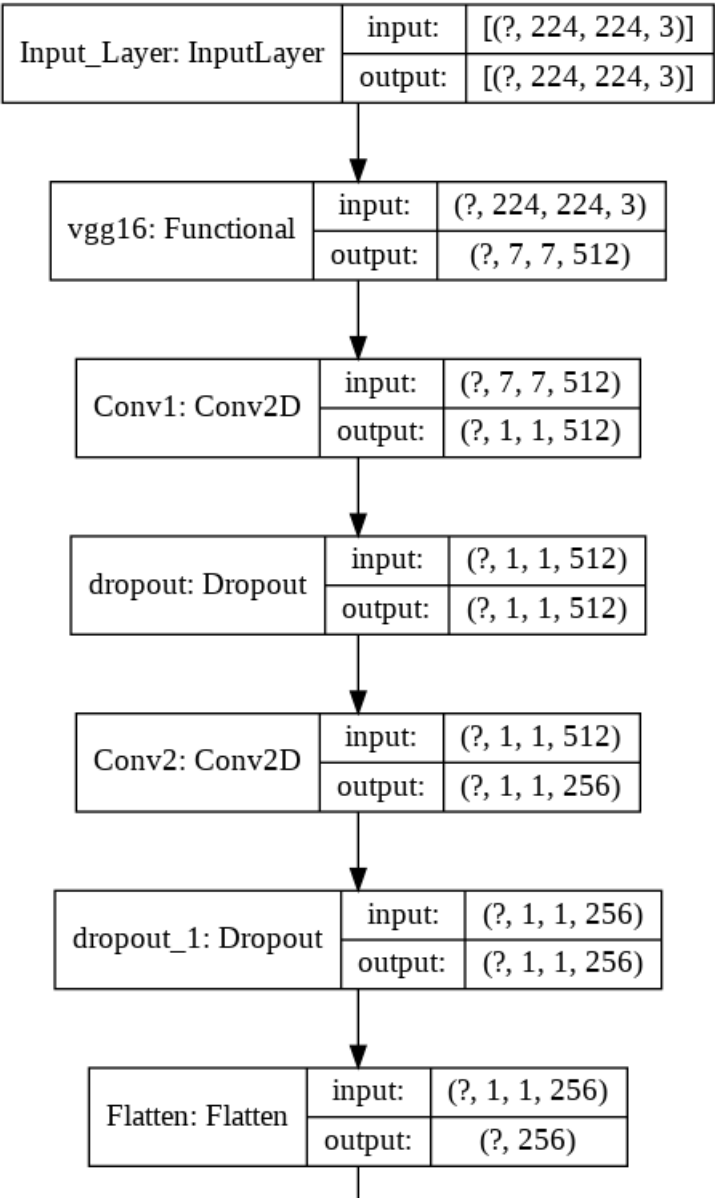 Input_Layer: InputLayer
input:
[(?, 224, 224, 3)]
output:
[(?, 224, 224, 3)]
vgg16: Functional
input:
(?, 224, 224, 3)
output:
(?, 7, 7, 512)
Conv1: Conv2D
input:
(?, 7, 7, 512)
output:
(?, 1, 1, 512)
dropout: Dropout
input:
(?, 1, 1, 512)
output:
(?, 1, 1, 512)
Conv2: Conv2D
input:
(?, 1, 1, 512)
output:
(?, 1, 1, 256)
dropout_1: Dropout
input:
(?, 1, 1, 256)
output:
(?, 1, 1, 256)
Flatten: Flatten
input:
(?, 1, 1, 256)
output:
(?, 256)